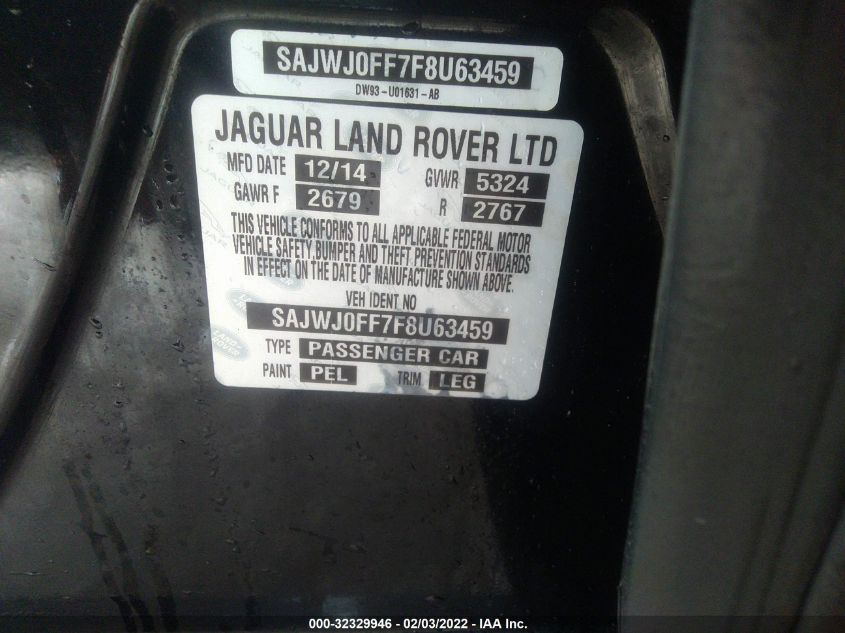 SAJWJ0FF7F8U63459
DW93-U01631-AB
JAGUAR LAND ROVER LTD
MFD DATE 12/14 GVWR 5324
GAWR F 2679 R 2767
THIS VEHICLE CONFORMS TO ALL APPLICABLE FEDERAL MOTOR
VEHICLE SAFETY,BUMPER AND THEFT PREVENTION STANDARDS
IN EFFECT ON THE DATE OF MANUFACTURE SHOWN ABOVE.
VEH IDENT NO
SAJWJ0FF7F8U63459
TYPE PASSENGER CAR
PAINT PEL TRIM LEG
000-32329946 - 02/03/2022 - IAA Inc.